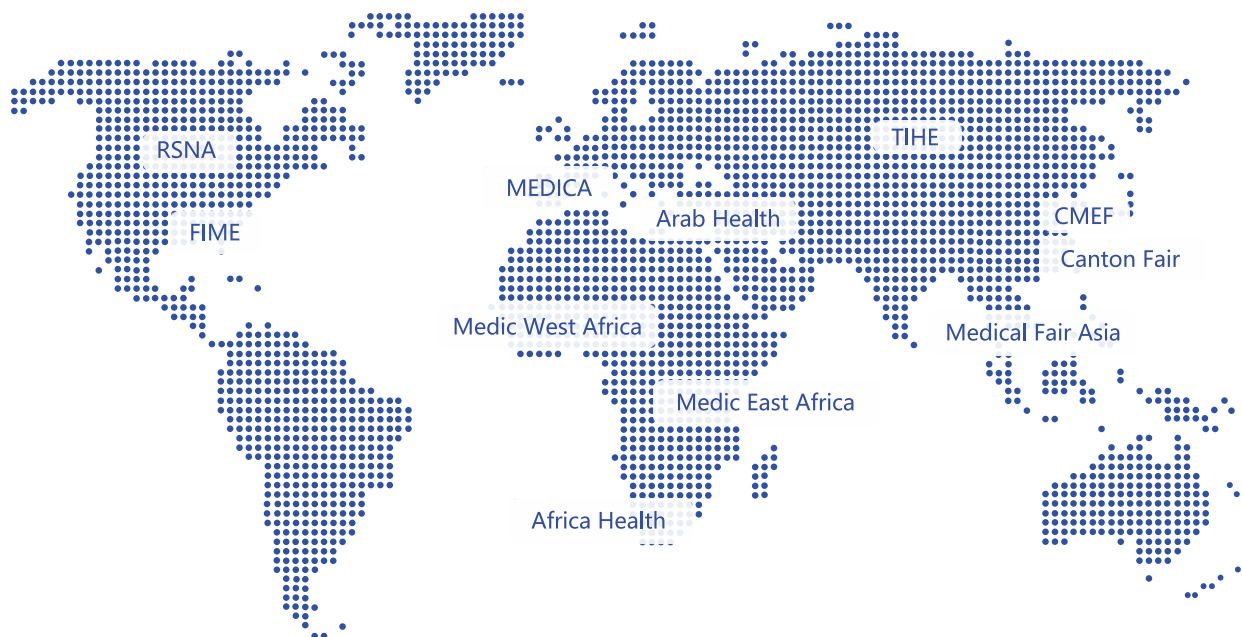 TIHE
RSNA
MEDICA
CMEF
Arab Health
FIME
Canton Fair
Medic West Africa
Medical Fair Asia
Medic East Africa
Africa Health